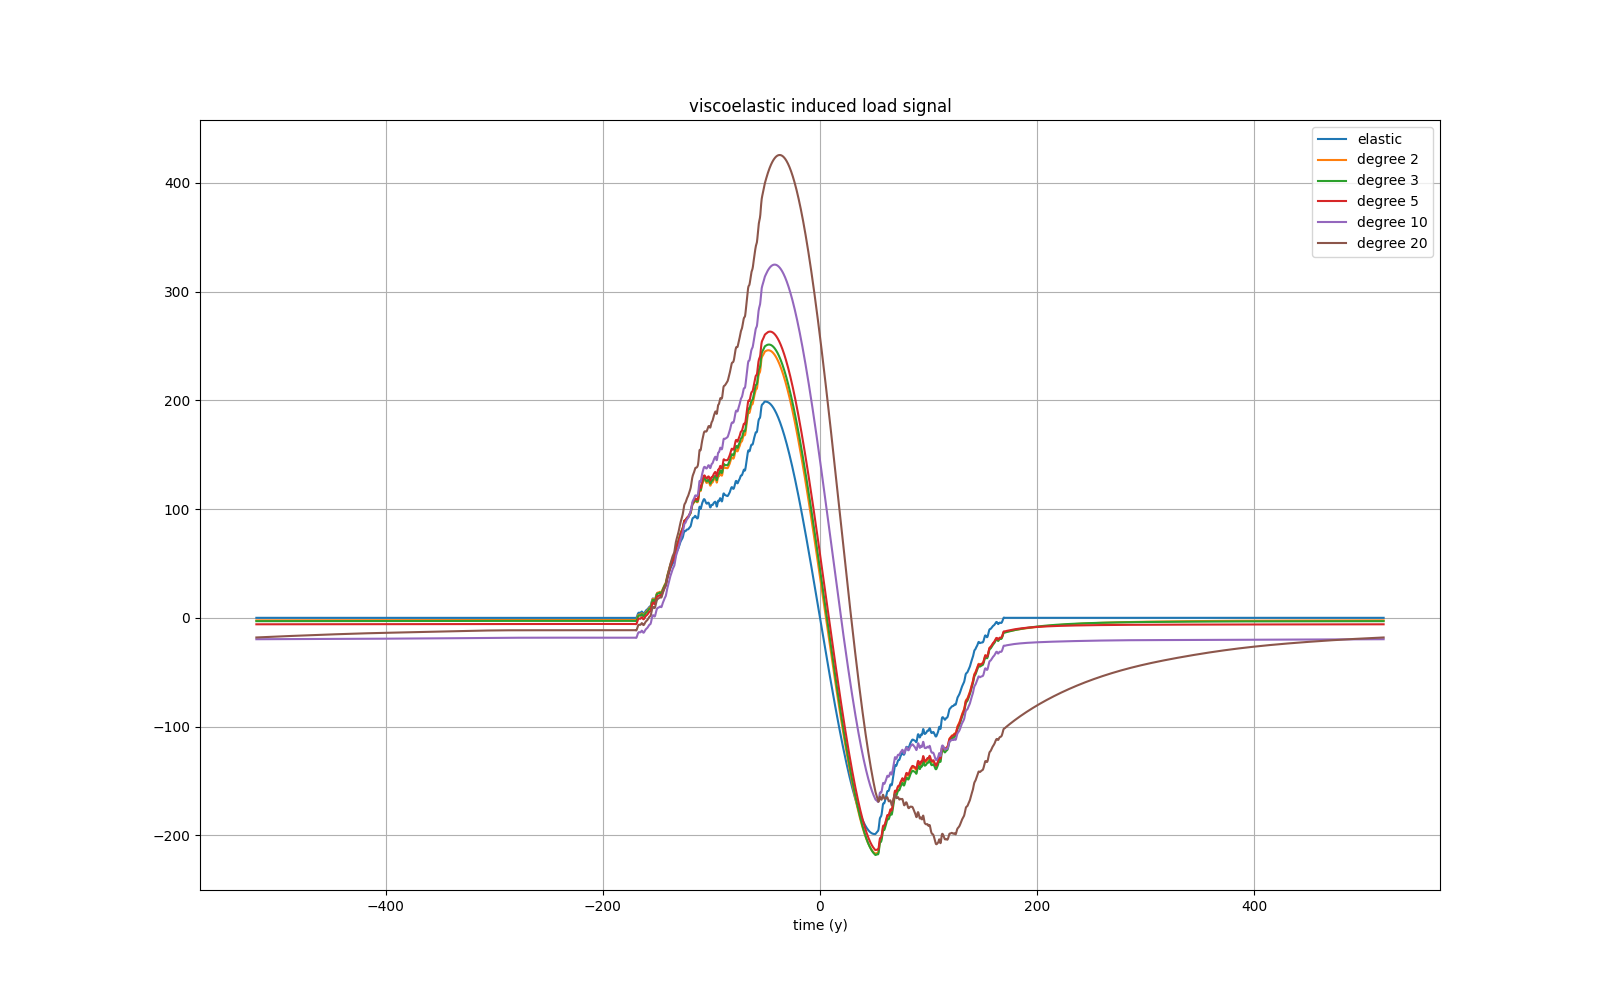 viscoelastic induced load signal
elastic
degree 2
degree 3
degree 5
degree 10
degree 20
400
300
200
100
0
−100
−200
−400
−200
0
200
400
time (y)